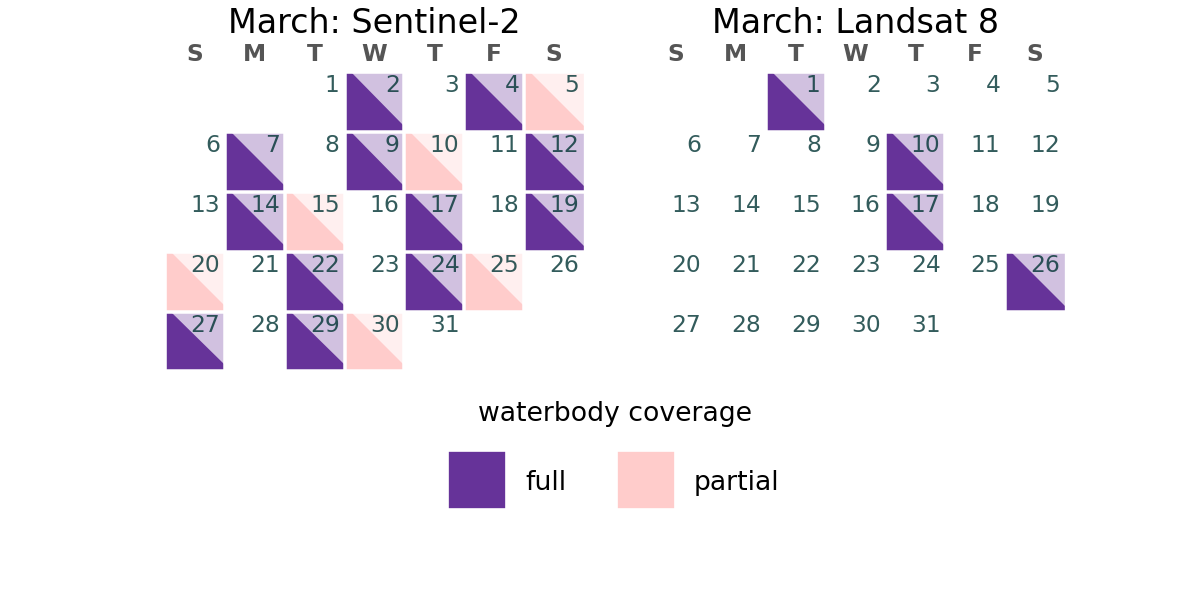 March: Sentinel-2
S M T W T F S
1 2 3 4 5
6 7 8 9 10 11 12
13 14 15 16 17 18 19
20 21 22 23 24 25 26
27 28 29 30 31
March: Landsat 8
S M T W T F S
1 2 3 4 5
6 7 8 9 10 11 12
13 14 15 16 17 18 19
20 21 22 23 24 25 26
27 28 29 30 31
waterbody coverage
full partial